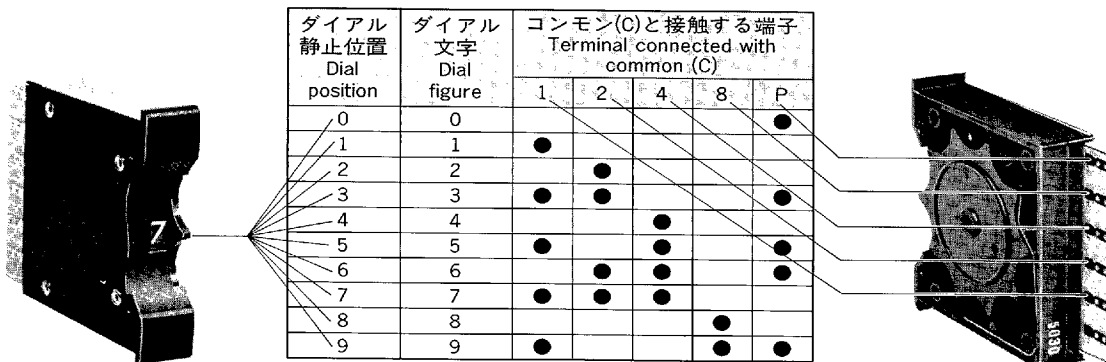 ダイアル
静止位置
Dial
position
ダイアル
文字
Dial
figure
コンモン(C)と接触する端子
Terminal connected with
common (C)
1 2 4 8 P
0 0 ●
1 1 ●
2 2 ●
3 3 ● ● ●
4 4 ●
5 5 ● ● ●
6 6 ● ● ●
7 7 ● ● ●
8 8 ●
9 9 ● ● ●
7